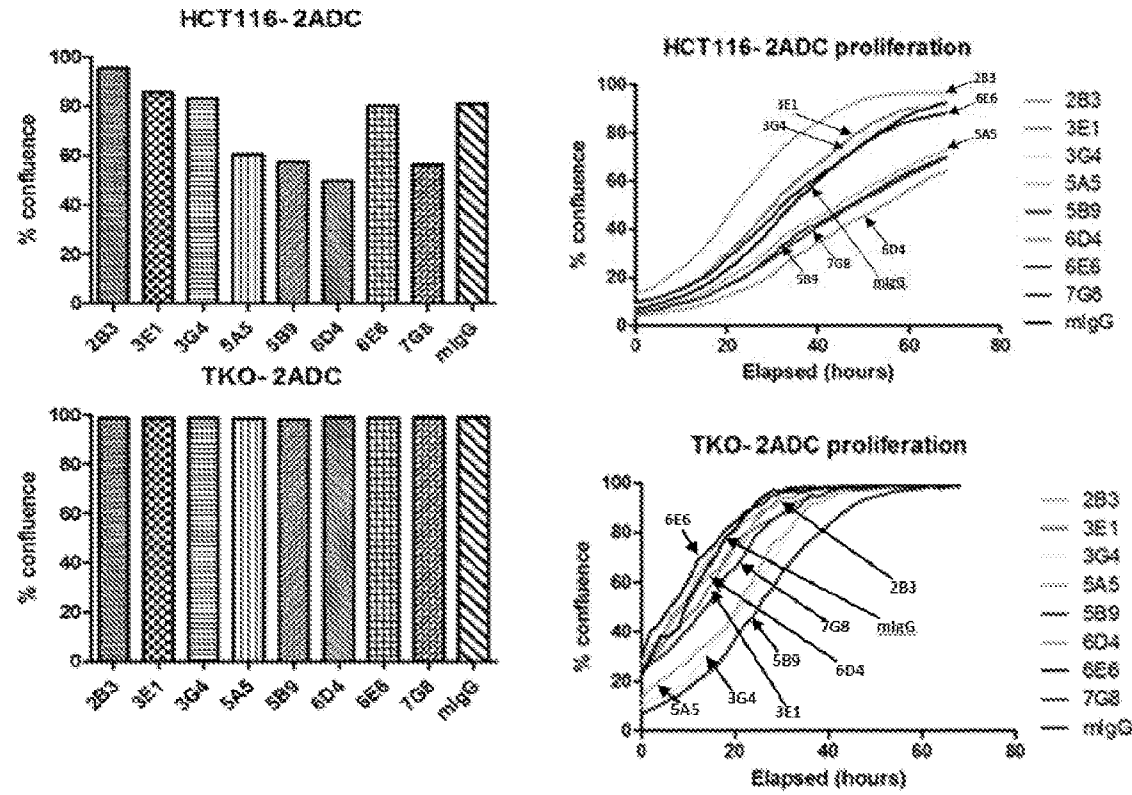 HCT116- 2ADC
100
80
60
40
20
0
% confluence
2B3
3E1
3G4
5A5
5B9
6D4
6E6
7G8
mIgG
HCT116- 2ADC proliferation
100
80
60
40
20
0
% confluence
2B3
6E6
3E1
3G4
5A5
6D4
7G8
5B9
mIgG
0
20
40
60
80
Elapsed (hours)
2B3
3E1
3G4
5A5
5B9
6D4
6E6
7G8
mIgG
TKO- 2ADC
100
80
60
40
20
0
% confluence
2B3
3E1
3G4
5A5
5B9
6D4
6E6
7G8
mIgG
TKO- 2ADC proliferation
100
80
60
40
20
0
% confluence
6E6
2B3
mIgG
7G8
5B9
6D4
3G4
5A5
3E1
0
20
40
60
80
Elapsed (hours)
2B3
3E1
3G4
5A5
5B9
6D4
6E6
7G8
mIgG